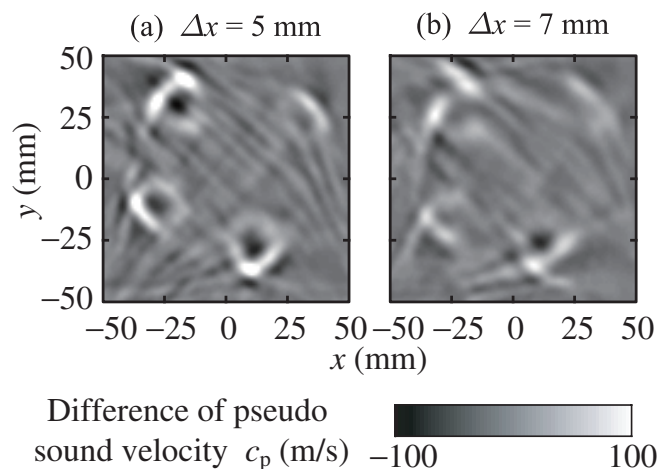 (a) Δx = 5 mm (b) Δx = 7 mm
50
25
0
−25
−50
y (mm)
−50 −25 0 25 50 −50 −25 0 25 50
x (mm)
Difference of pseudo
sound velocity cp (m/s)
−100 100